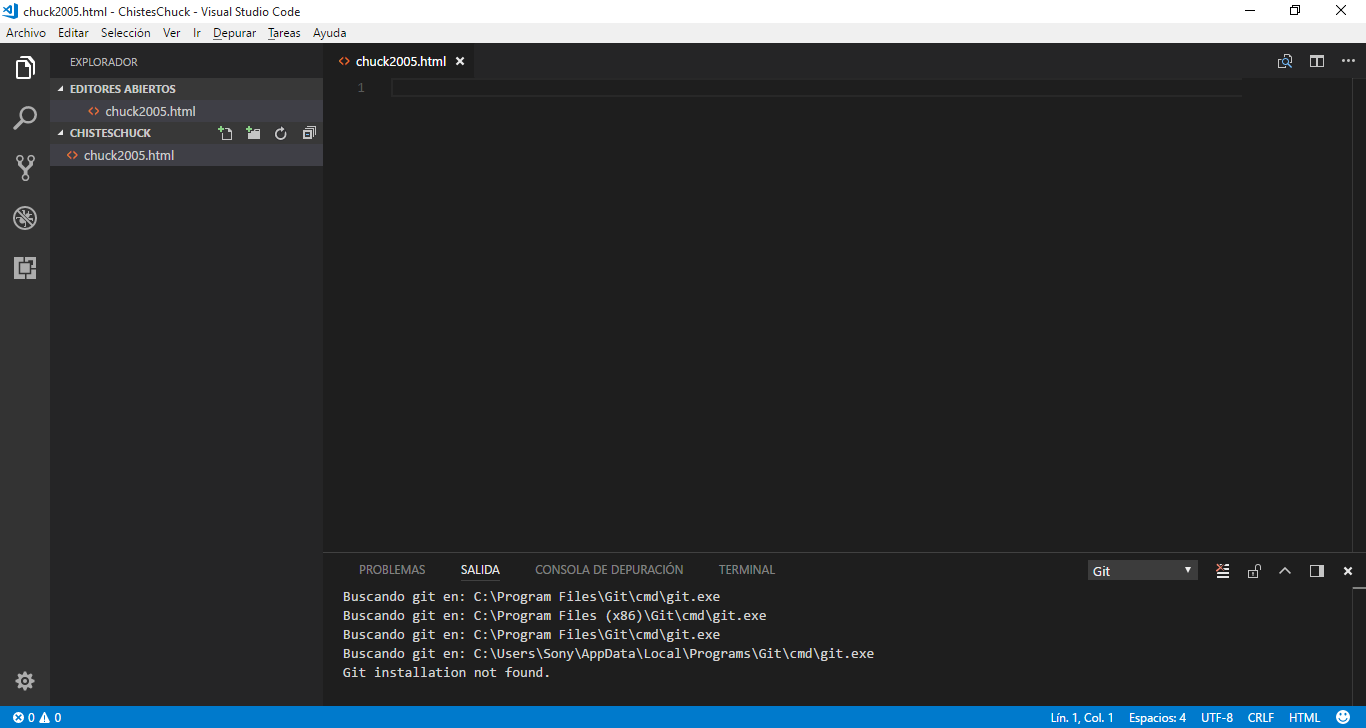 chuck2005.html - ChistesChuck - Visual Studio Code
Archivo Editar Selección Ver Ir Depurar Tareas Ayuda
EXPLORADOR
EDITORES ABIERTOS
chuck2005.html
CHISTESCHUCK
chuck2005.html
chuck2005.html
1
PROBLEMAS SALIDA CONSOLA DE DEPURACIÓN TERMINAL Git
Buscando git en: C:\Program Files\Git\cmd\git.exe
Buscando git en: C:\Program Files (x86)\Git\cmd\git.exe
Buscando git en: C:\Program Files\Git\cmd\git.exe
Buscando git en: C:\Users\Sony\AppData\Local\Programs\Git\cmd\git.exe
Git installation not found.
0 0 Lín. 1, Col. 1 Espacios: 4 UTF-8 CRLF HTML